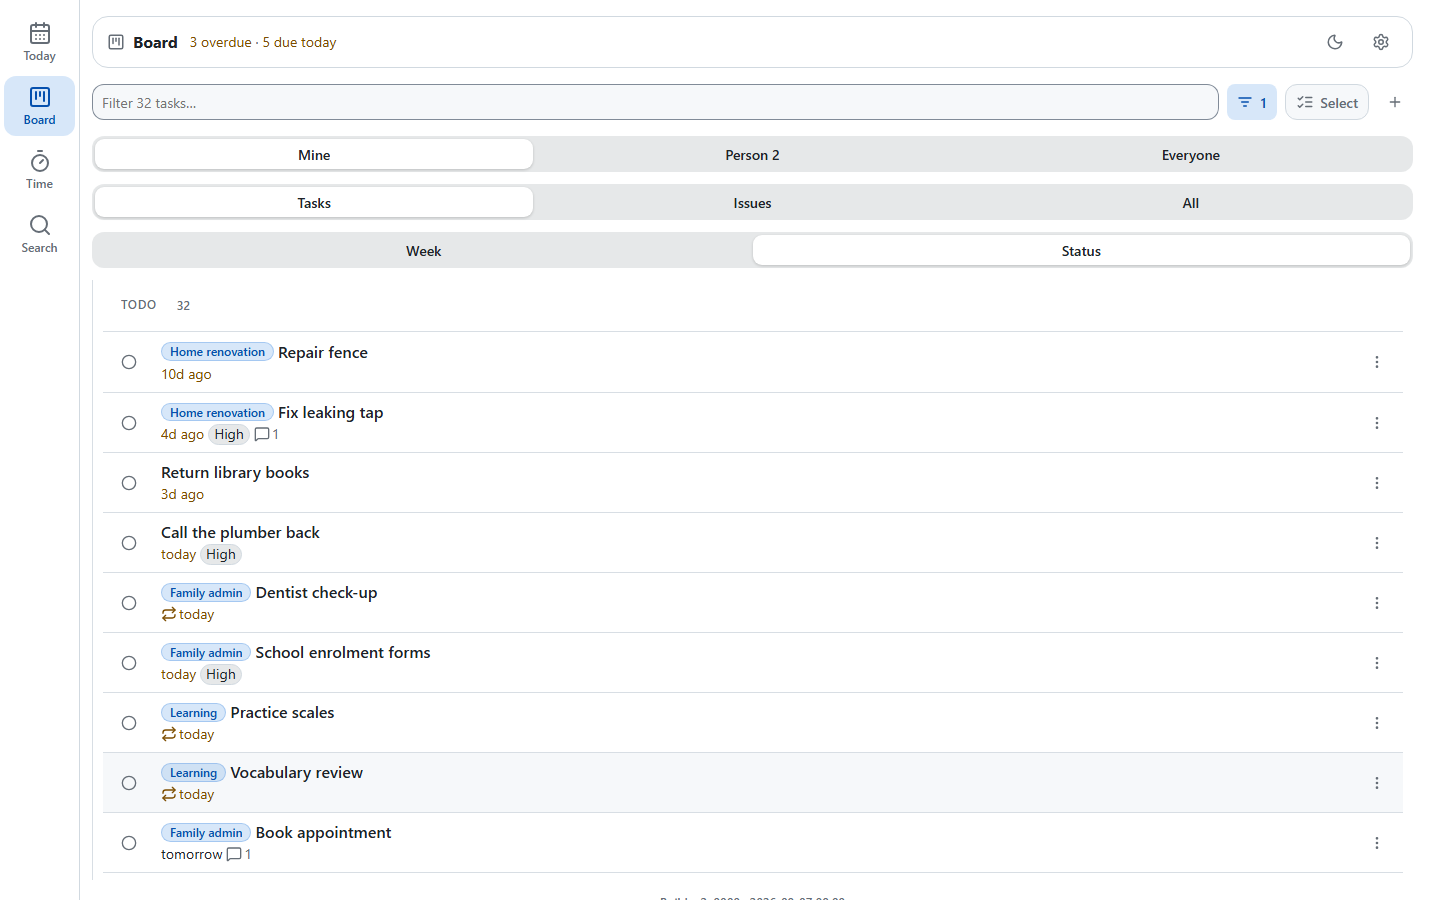 Today
Board
Time
Search
Board 3 overdue · 5 due today
Filter 32 tasks...
1
Select
Mine Person 2 Everyone
Tasks Issues All
Week Status
TODO 32
Home renovation Repair fence
10d ago
Home renovation Fix leaking tap
4d ago High 1
Return library books
3d ago
Call the plumber back
today High
Family admin Dentist check-up
today
Family admin School enrolment forms
today High
Learning Practice scales
today
Learning Vocabulary review
today
Family admin Book appointment
tomorrow 1